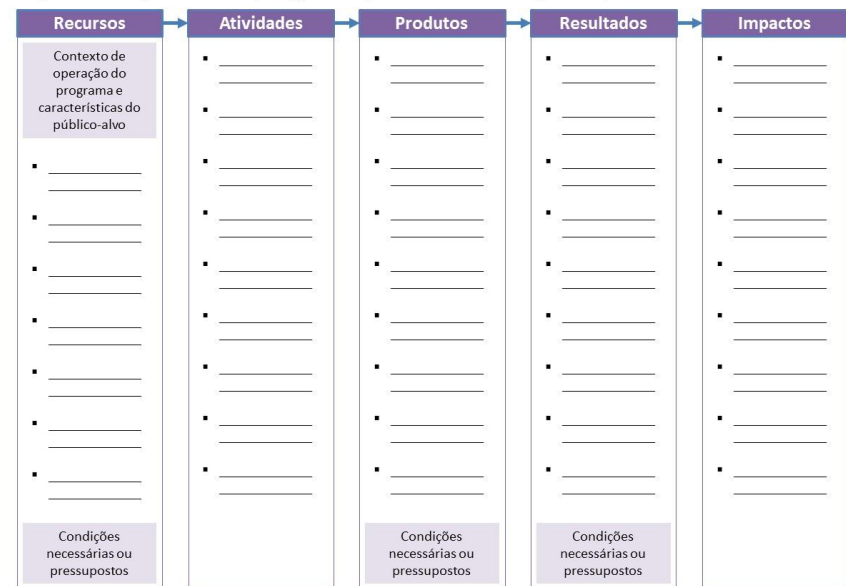 Recursos
Atividades
Produtos
Resultados
Impactos
Contexto de
operação do
programa e
características do
público-alvo
Condições
necessárias ou
pressupostos
Condições
necessárias ou
pressupostos
Condições
necessárias ou
pressupostos